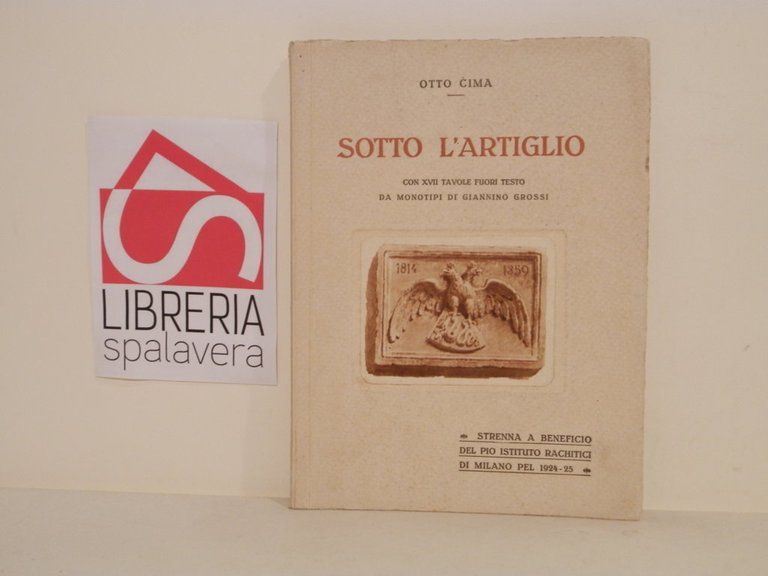 LIBRERIA
spalavera
OTTO CIMA
SOTTO L'ARTIGLIO
CON XVII TAVOLE FUORI TESTO
DA MONOTIPI DI GIANNINO GROSSI
1814 1859
STRENNA A BENEFICIO
DEL PIO ISTITUTO RACHITICI
DI MILANO PEL 1924-25